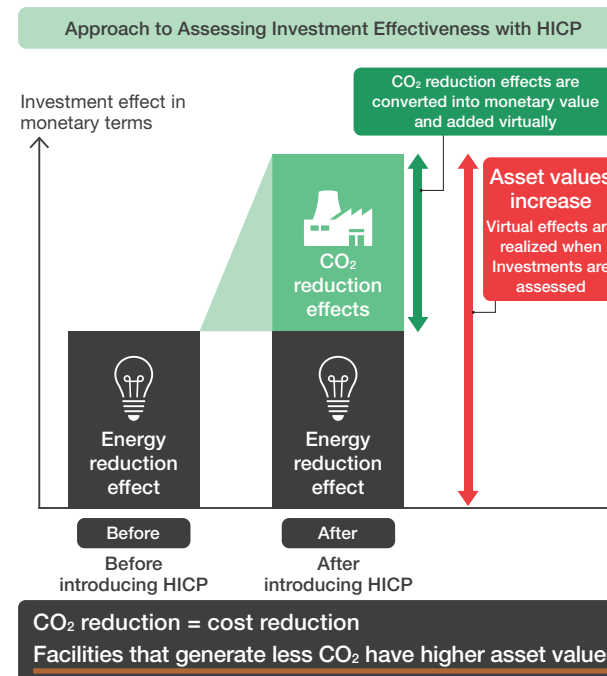 Approach to Assessing Investment Effectiveness with HICP
Investment effect in
monetary terms
CO₂ reduction effects are
converted into monetary value
and added virtually
Asset values
increase
Virtual effects are
realized when
Investments are
assessed
CO₂
reduction
effects
Energy
reduction
effect
Energy
reduction
effect
Before
After
Before
introducing HICP
After
introducing HICP
CO₂ reduction = cost reduction
Facilities that generate less CO₂ have higher asset values